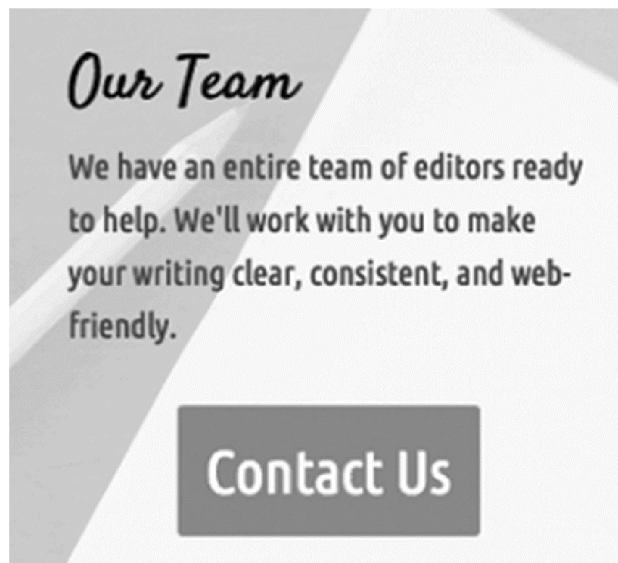 Our Team
We have an entire team of editors ready
to help. We'll work with you to make
your writing clear, consistent, and web-
friendly.
Contact Us